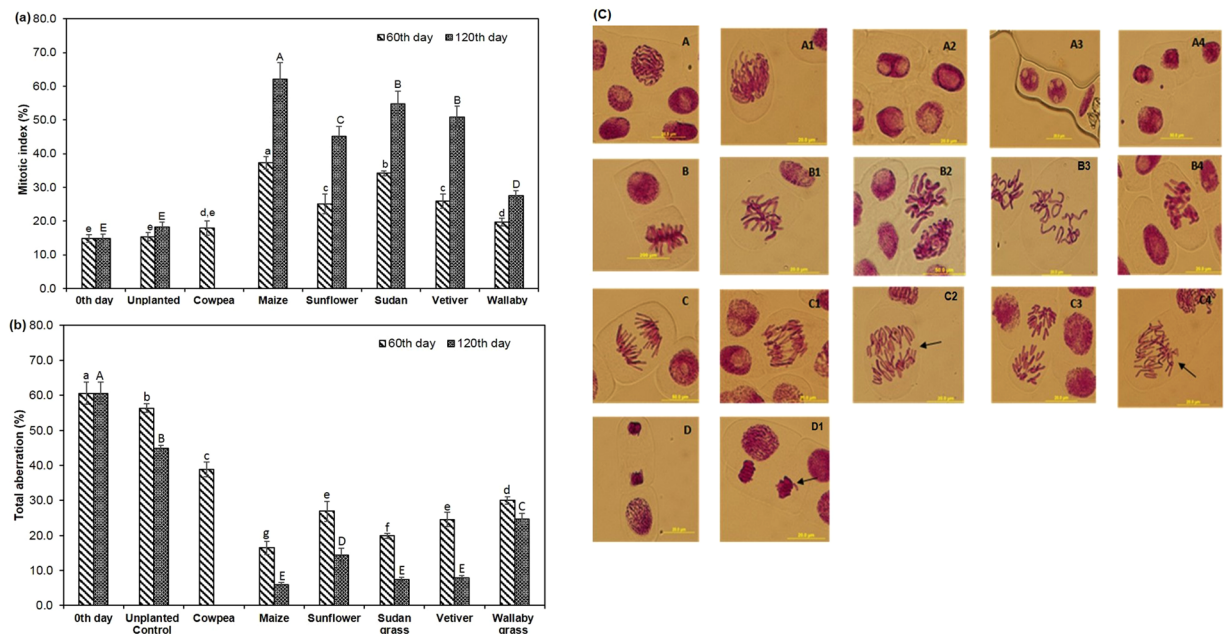 (a)
80.0
70.0
60.0
50.0
40.0
30.0
20.0
10.0
0.0
Mitotic index (%)
60th day 120th day
e E e E d,e a A c C b B c B d D
0th day Unplanted Cowpea Maize Sunflower Sudan Vetiver Wallaby
(b)
80.0
70.0
60.0
50.0
40.0
30.0
20.0
10.0
0.0
Total aberration (%)
60th day 120th day
a A b B c g E e D f E e E d C
0th day Unplanted Cowpea Maize Sunflower Sudan Vetiver Wallaby
Control grass grass
(C)
A A1 A2 A3 A4
B B1 B2 B3 B4
C C1 C2 C3 C4
D D1